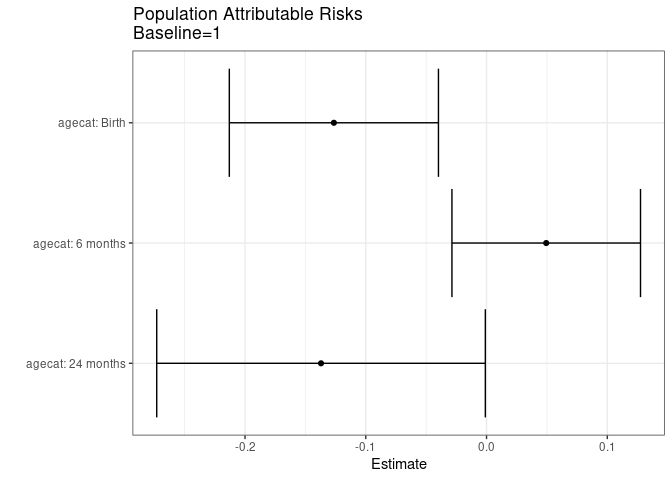 Population Attributable Risks
Baseline=1
agecat: Birth
agecat: 6 months
agecat: 24 months
-0.2 -0.1 0.0 0.1
Estimate